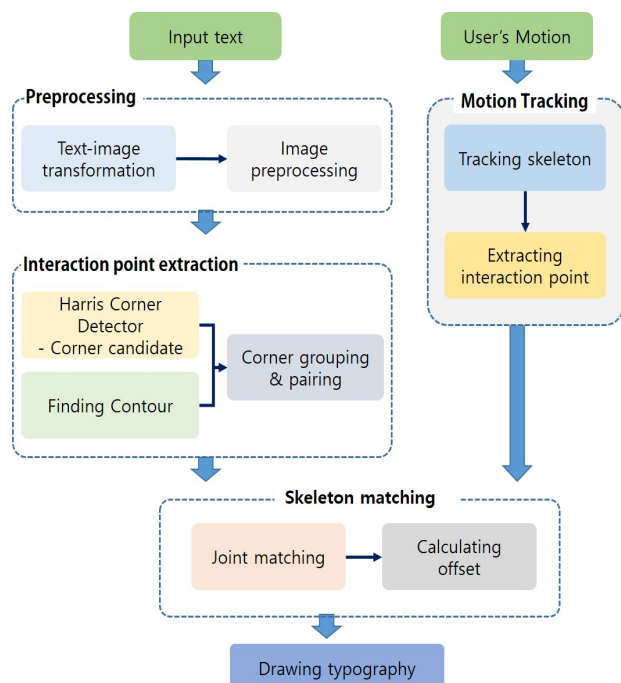 Input text
User's Motion
Preprocessing
Text-image
transformation
Image
preprocessing
Motion Tracking
Tracking skeleton
Extracting
interaction point
Interaction point extraction
Harris Corner
Detector
- Corner candidate
Finding Contour
Corner grouping
& pairing
Skeleton matching
Joint matching
Calculating
offset
Drawing typography